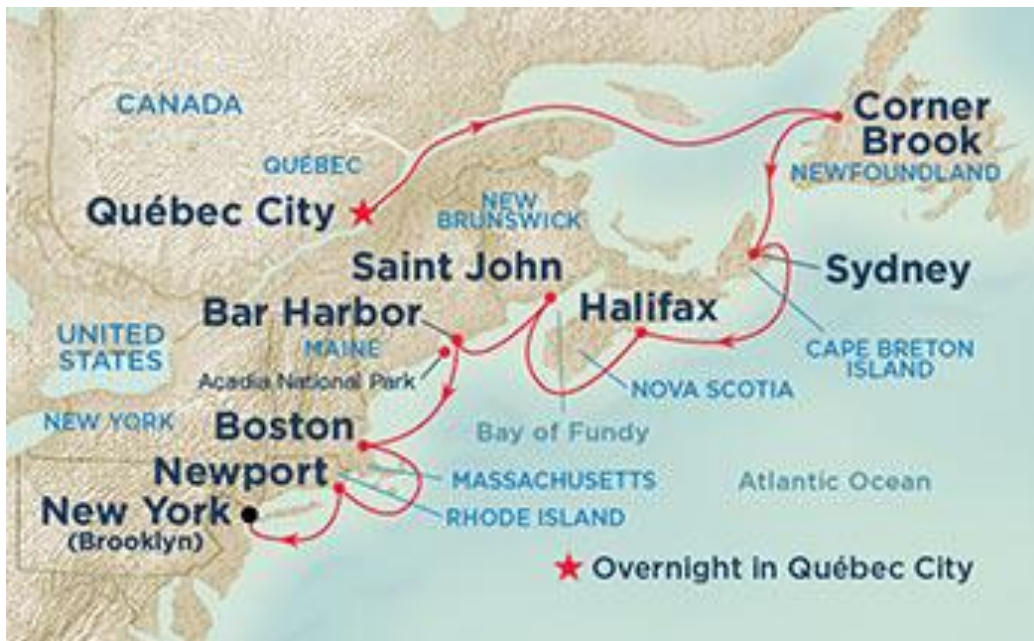 CANADA
Corner
Brook
NEWFOUNDLAND
QUÉBEC
Québec City
NEW
BRUNSWICK
Saint John
Sydney
Bar Harbor
Halifax
UNITED
STATES
MAINE
CAPE BRETON
ISLAND
Acadia National Park
NOVA SCOTIA
NEW YORK
Boston
Bay of Fundy
Newport
MASSACHUSETTS
Atlantic Ocean
New York
RHODE ISLAND
(Brooklyn)
Overnight in Québec City